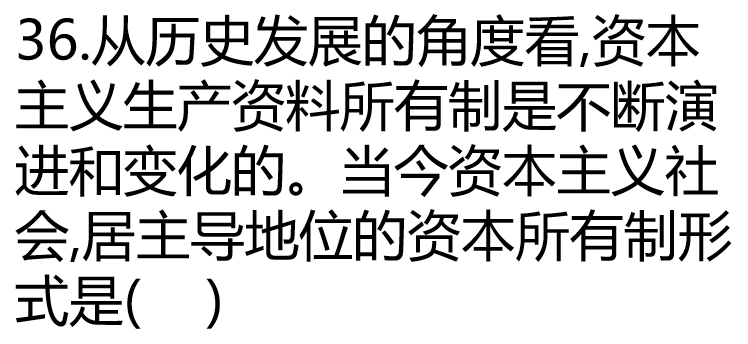 36.从历史发展的角度看,资本
主义生产资料所有制是不断演
进和变化的。当今资本主义社
会,居主导地位的资本所有制形
式是(    )